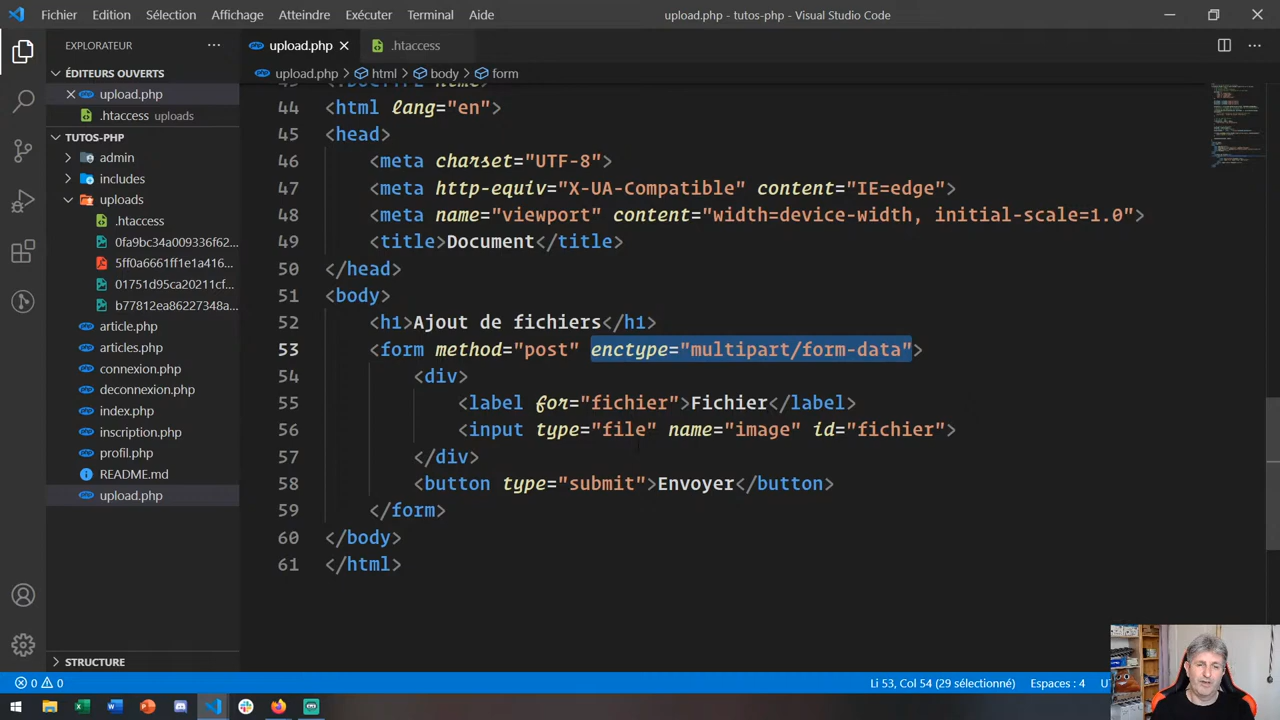 Fichier Edition Sélection Affichage Atteindre Exécuter Terminal Aide
upload.php - tutos-php - Visual Studio Code
EXPLORATEUR
upload.php
.htaccess
upload.php > html > body > form
ÉDITEURS OUVERTS
upload.php
.htaccess uploads
TUTOS-PHP
admin
includes
uploads
.htaccess
0fa9bc34a009336f62...
5ff0a6661ff1e1a416...
01751d95ca20211cf...
b77812ea86227348a...
article.php
articles.php
connexion.php
deconnexion.php
index.php
inscription.php
profil.php
README.md
upload.php
STRUCTURE
44 <html lang="en">
45 <head>
46 <meta charset="UTF-8">
47 <meta http-equiv="X-UA-Compatible" content="IE=edge">
48 <meta name="viewport" content="width=device-width, initial-scale=1.0">
49 <title>Document</title>
50 </head>
51 <body>
52 <h1>Ajout de fichiers</h1>
53 <form method="post" enctype="multipart/form-data">
54 <div>
55 <label for="fichier">Fichier</label>
56 <input type="file" name="image" id="fichier">
57 </div>
58 <button type="submit">Envoyer</button>
59 </form>
60 </body>
61 </html>
0 0
Li 53, Col 54 (29 sélectionné) Espaces : 4